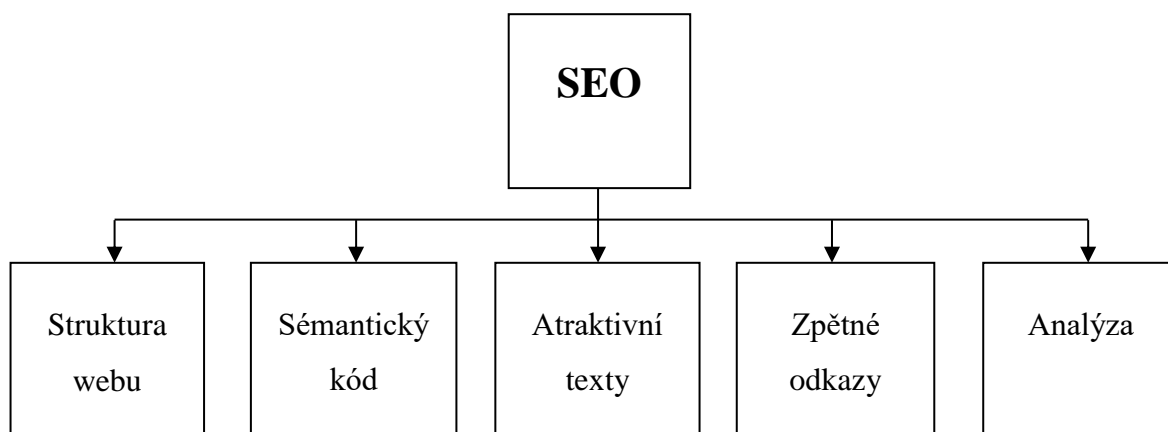 SEO
Struktura
webu
Sémantický
kód
Atraktivní
texty
Zpětné
odkazy
Analýza